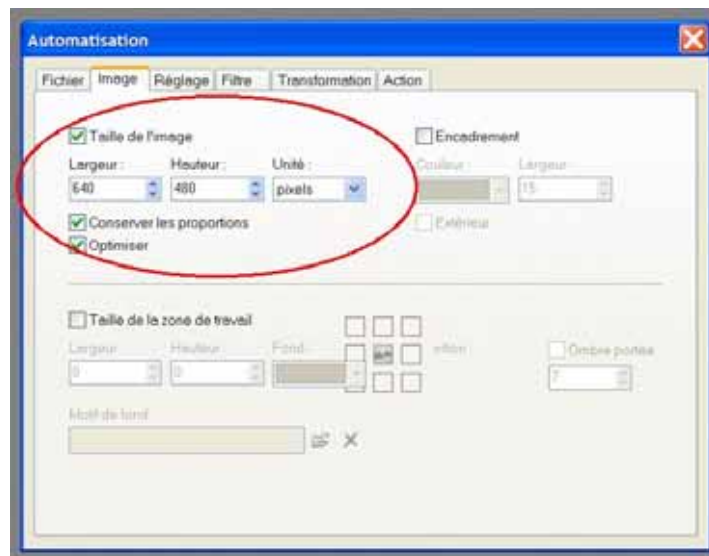 Automatisation
Fichier Image Réglage Filtre Transformation Action
Taille de l'image Encadrement
Largeur : Hauteur : Unité : Couleur : Largeur :
640 480 pixels 15
Conserver les proportions Extérieur
Optimiser
Taille de la zone de travail
Largeur Hauteur Fond Ombre portée
0 0 7
Motif de fond